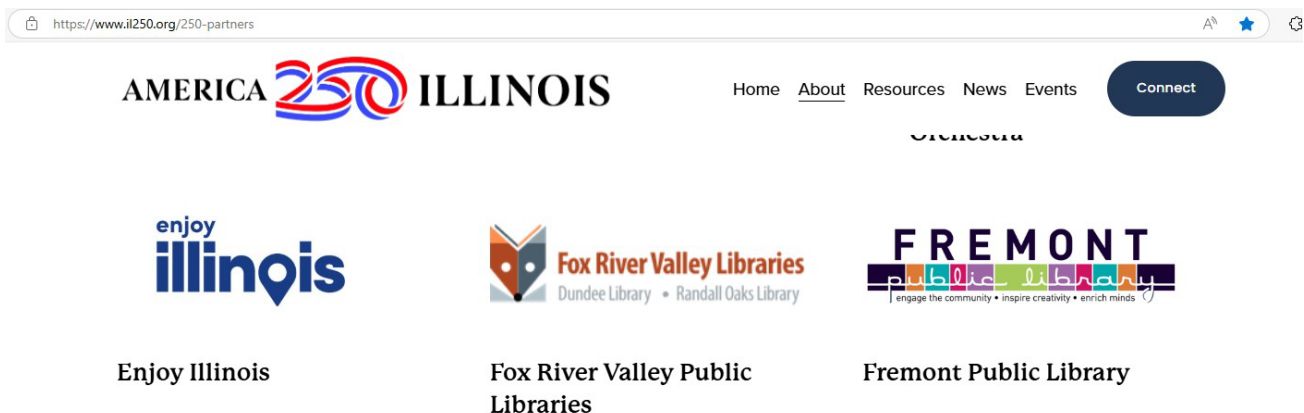 https://www.il250.org/250-partners
AMERICA 250 ILLINOIS
Home About Resources News Events Connect
Orchestra
enjoy
illinois
Fox River Valley Libraries
Dundee Library • Randall Oaks Library
FREMONT
public library
engage the community • inspire creativity • enrich minds
Enjoy Illinois
Fox River Valley Public
Libraries
Fremont Public Library